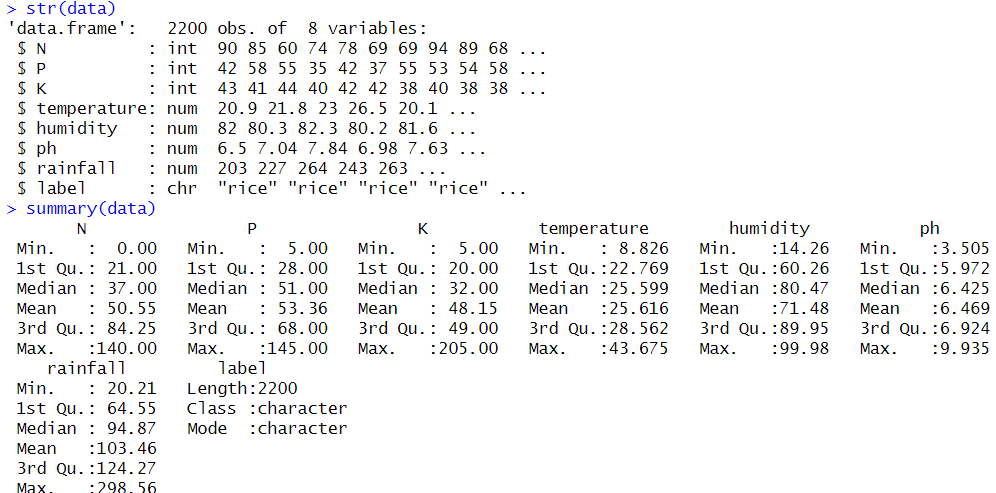 > str(data)
'data.frame':   2200 obs. of  8 variables:
 $ N          : int  90 85 60 74 78 69 69 94 89 68 ...
 $ P          : int  42 58 55 35 42 37 55 53 54 58 ...
 $ K          : int  43 41 44 40 42 42 38 40 38 38 ...
 $ temperature: num  20.9 21.8 23 26.5 20.1 ...
 $ humidity   : num  82 80.3 82.3 80.2 81.6 ...
 $ ph         : num  6.5 7.04 7.84 6.98 7.63 ...
 $ rainfall   : num  203 227 264 243 263 ...
 $ label      : chr  "rice" "rice" "rice" "rice" ...
> summary(data)
       N                P                K           temperature        humidity           ph       
 Min.   :  0.00   Min.   :  5.00   Min.   :  5.00   Min.   : 8.826   Min.   :14.26   Min.   :3.505  
 1st Qu.: 21.00   1st Qu.: 28.00   1st Qu.: 20.00   1st Qu.:22.769   1st Qu.:60.26   1st Qu.:5.972  
 Median : 37.00   Median : 51.00   Median : 32.00   Median :25.599   Median :80.47   Median :6.425  
 Mean   : 50.55   Mean   : 53.36   Mean   : 48.15   Mean   :25.616   Mean   :71.48   Mean   :6.469  
 3rd Qu.: 84.25   3rd Qu.: 68.00   3rd Qu.: 49.00   3rd Qu.:28.562   3rd Qu.:89.95   3rd Qu.:6.924  
 Max.   :140.00   Max.   :145.00   Max.   :205.00   Max.   :43.675   Max.   :99.98   Max.   :9.935  
    rainfall         label
 Min.   : 20.21   Length:2200
 1st Qu.: 64.55   Class :character
 Median : 94.87   Mode  :character
 Mean   :103.46
 3rd Qu.:124.27
 Max.   :298.56